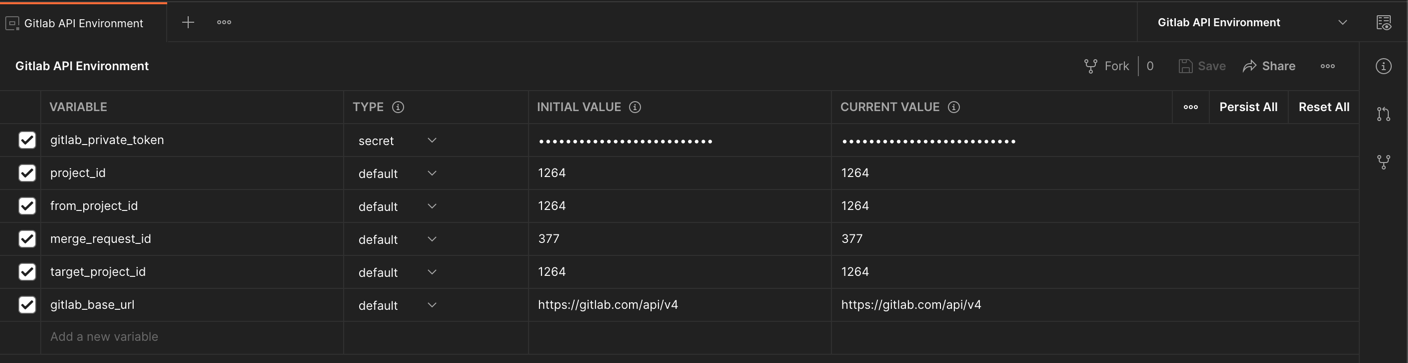 Gitlab API Environment Gitlab API Environment
Gitlab API Environment Fork 0 Save Share
VARIABLE TYPE INITIAL VALUE CURRENT VALUE Persist All Reset All
gitlab_private_token secret •••••••••••••••••••••••••• ••••••••••••••••••••••••••
project_id default 1264 1264
from_project_id default 1264 1264
merge_request_id default 377 377
target_project_id default 1264 1264
gitlab_base_url default https://gitlab.com/api/v4 https://gitlab.com/api/v4
Add a new variable